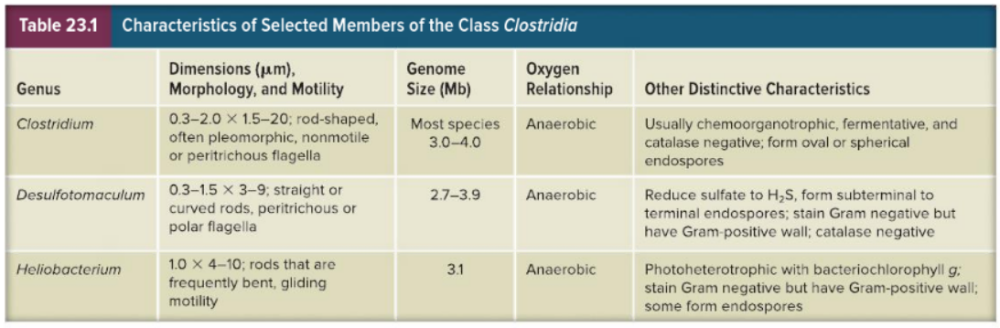 Table 23.1 Characteristics of Selected Members of the Class Clostridia
Genus
Dimensions (μm),
Morphology, and Motility
Genome
Size (Mb)
Oxygen
Relationship
Other Distinctive Characteristics
Clostridium
0.3–2.0 × 1.5–20; rod-shaped,
often pleomorphic, nonmotile
or peritrichous flagella
Most species
3.0–4.0
Anaerobic
Usually chemoorganotrophic, fermentative, and
catalase negative; form oval or spherical
endospores
Desulfotomaculum
0.3–1.5 × 3–9; straight or
curved rods, peritrichous or
polar flagella
2.7–3.9
Anaerobic
Reduce sulfate to H₂S, form subterminal to
terminal endospores; stain Gram negative but
have Gram-positive wall; catalase negative
Heliobacterium
1.0 × 4–10; rods that are
frequently bent, gliding
motility
3.1
Anaerobic
Photoheterotrophic with bacteriochlorophyll g;
stain Gram negative but have Gram-positive wall;
some form endospores